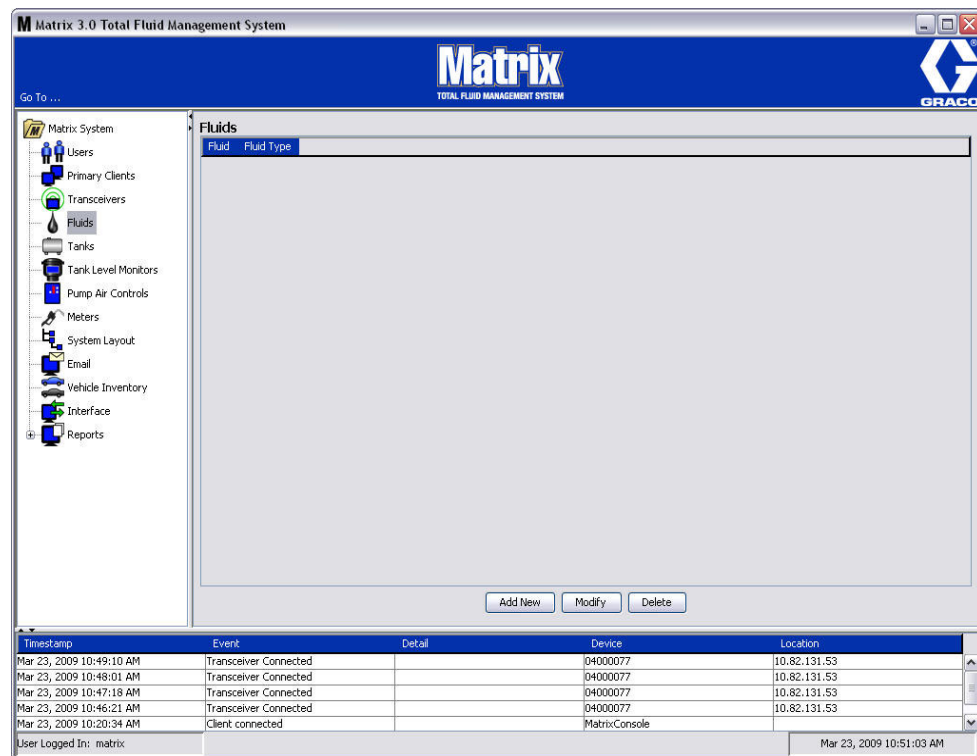 M Matrix 3.0 Total Fluid Management System
Matrix
TOTAL FLUID MANAGEMENT SYSTEM
G
®
GRACO
Go To ...
Matrix System
Users
Primary Clients
Transceivers
Fluids
Tanks
Tank Level Monitors
Pump Air Controls
Meters
System Layout
Email
Vehicle Inventory
Interface
Reports
Fluids
Fluid Fluid Type
Add New Modify Delete
Timestamp Event Detail Device Location
Mar 23, 2009 10:49:10 AM Transceiver Connected 04000077 10.82.131.53
Mar 23, 2009 10:48:01 AM Transceiver Connected 04000077 10.82.131.53
Mar 23, 2009 10:47:18 AM Transceiver Connected 04000077 10.82.131.53
Mar 23, 2009 10:46:21 AM Transceiver Connected 04000077 10.82.131.53
Mar 23, 2009 10:20:34 AM Client connected MatrixConsole
User Logged In: matrix Mar 23, 2009 10:51:03 AM